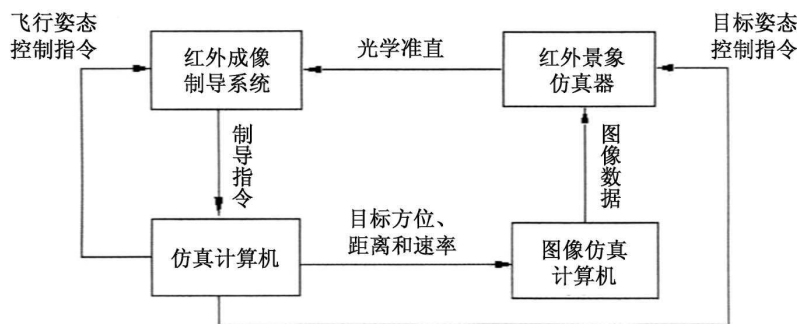 飞行姿态
控制指令
目标姿态
控制指令
红外成像
制导系统
光学准直
红外景象
仿真器
制导指令
图像数据
目标方位、
距离和速率
仿真计算机
图像仿真
计算机